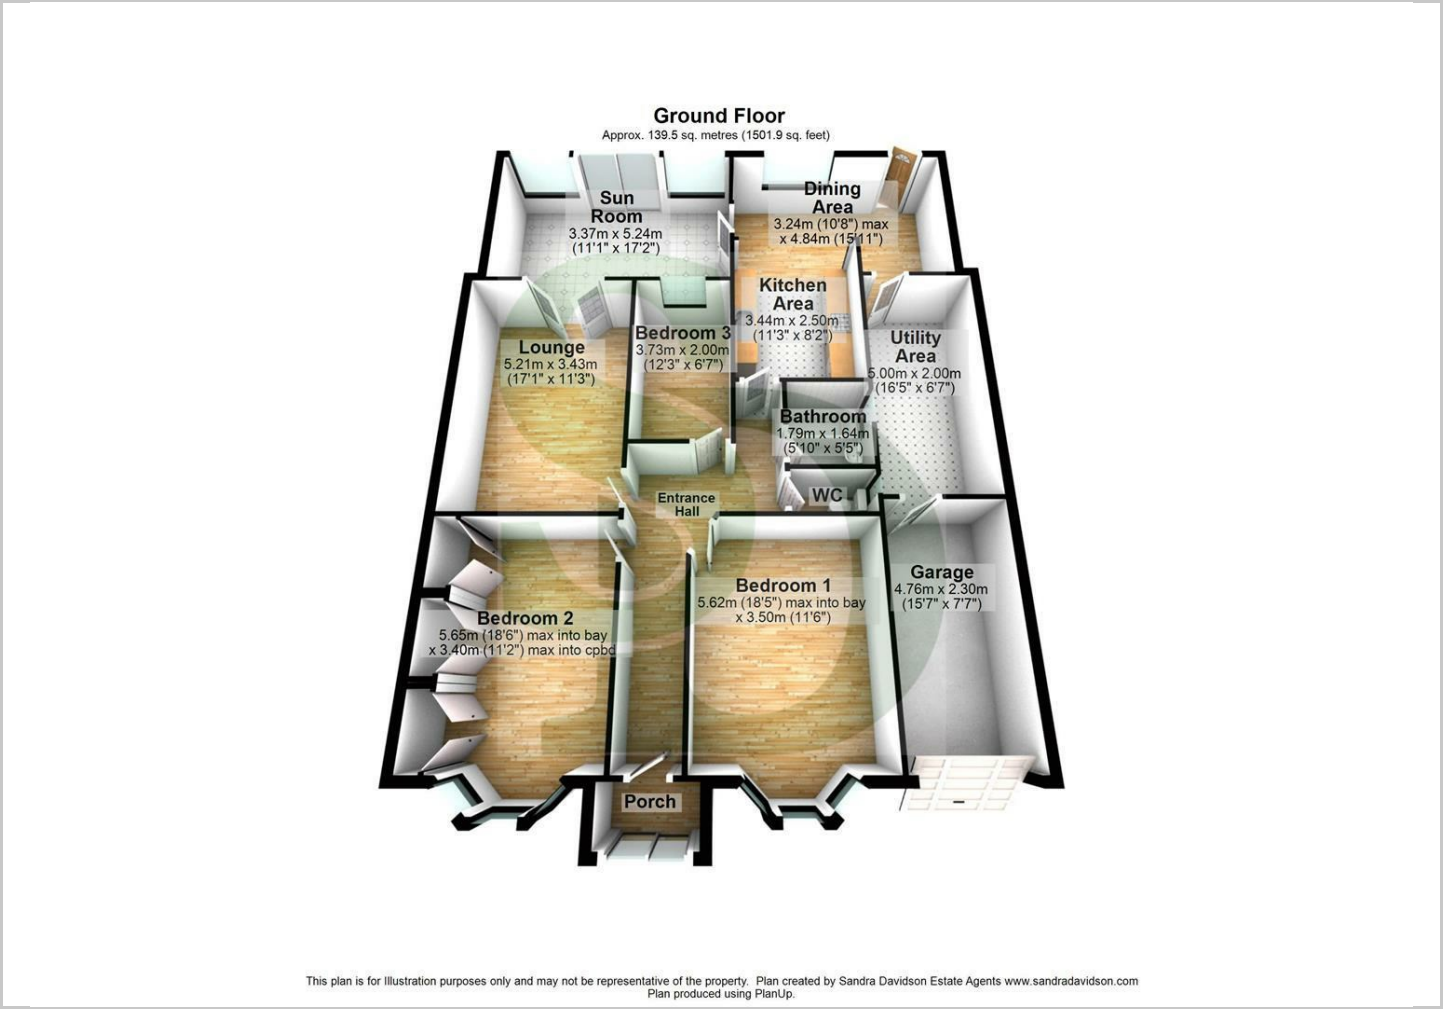 Ground Floor
Approx. 139.5 sq. metres (1501.9 sq. feet)
Sun
Room
3.37m x 5.24m
(11'1" x 17'2")
Dining
Area
3.24m (10'8") max
x 4.84m (15'11")
Kitchen
Area
3.44m x 2.50m
(11'3" x 8'2")
Bedroom 3
3.73m x 2.00m
(12'3" x 6'7")
Lounge
5.21m x 3.43m
(17'1" x 11'3")
Utility
Area
5.00m x 2.00m
(16'5" x 6'7")
Bathroom
1.79m x 1.64m
(5'10" x 5'5")
WC
Entrance
Hall
Garage
4.76m x 2.30m
(15'7" x 7'7")
Bedroom 1
5.62m (18'5") max into bay
x 3.50m (11'6")
Bedroom 2
5.65m (18'6") max into bay
x 3.40m (11'2") max into cpbd
Porch
This plan is for Illustration purposes only and may not be representative of the property. Plan created by Sandra Davidson Estate Agents www.sandradavidson.com
Plan produced using PlanUp.